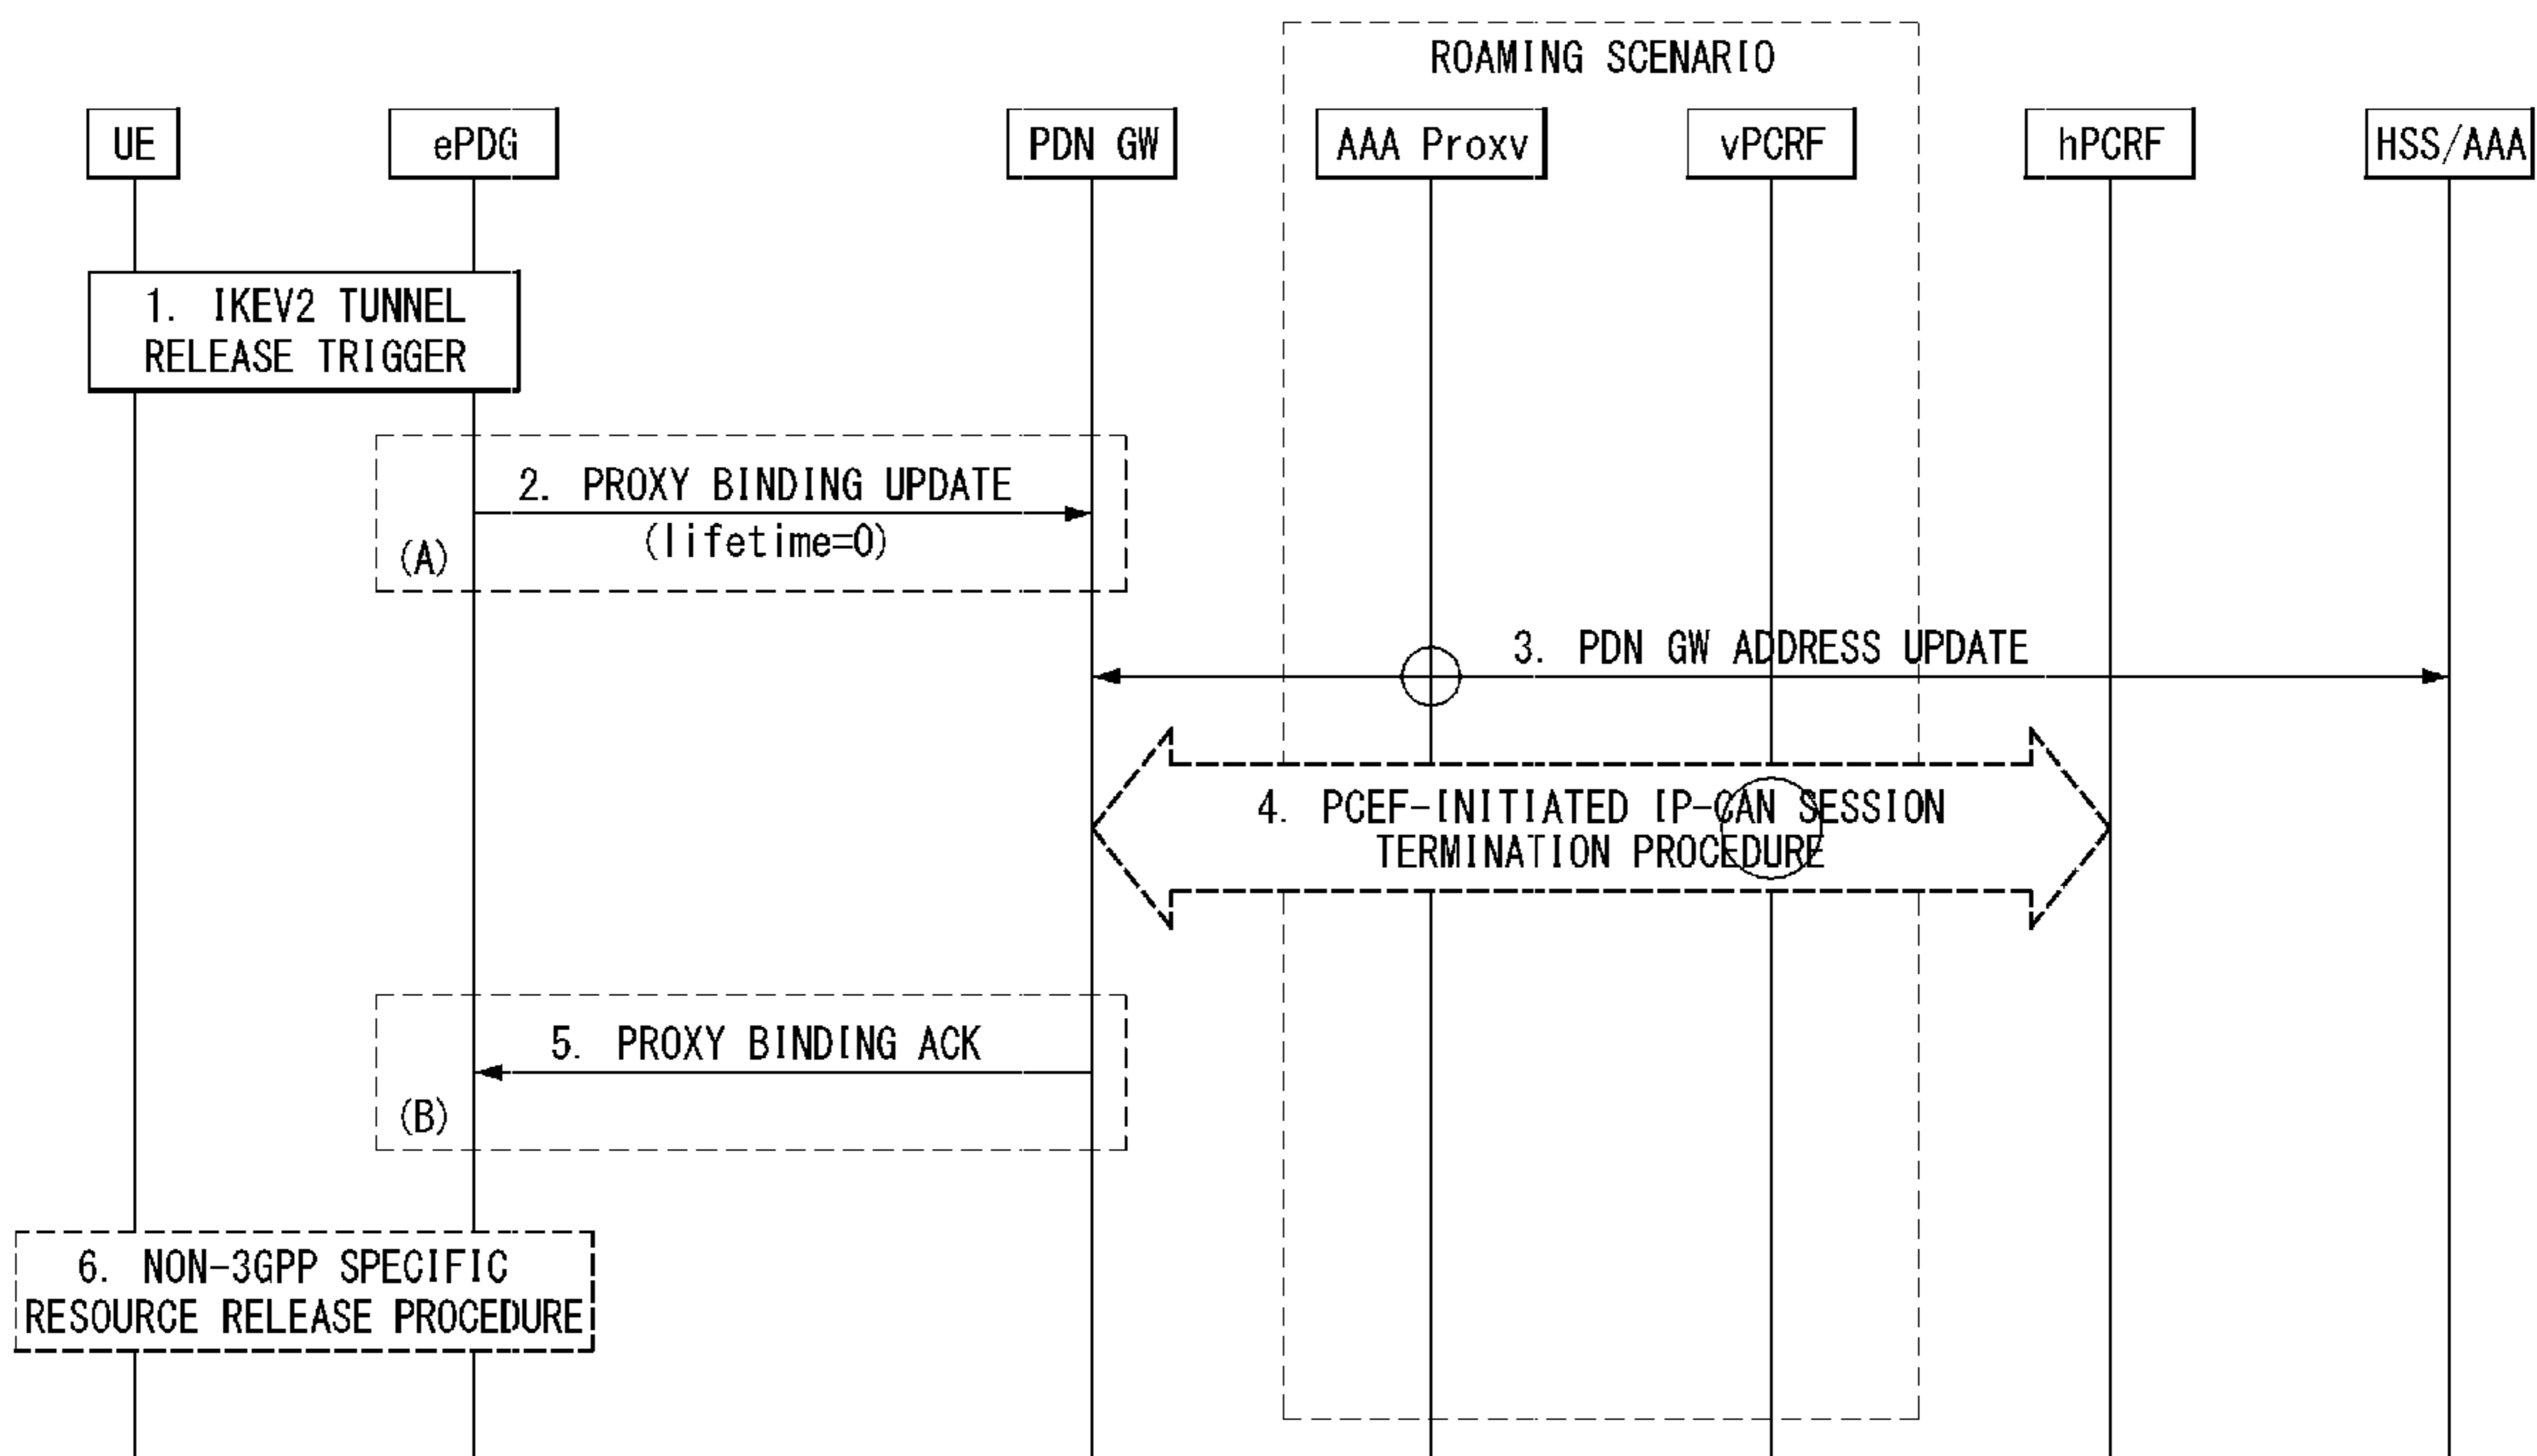 ROAMING SCENARIO
UE
ePDG
PDN GW
AAA Proxv
vPCRF
hPCRF
HSS/AAA
1. IKEV2 TUNNEL
RELEASE TRIGGER
2. PROXY BINDING UPDATE
(lifetime=0)
(A)
3. PDN GW ADDRESS UPDATE
4. PCEF-INITIATED IP-CAN SESSION
TERMINATION PROCEDURE
5. PROXY BINDING ACK
(B)
6. NON-3GPP SPECIFIC
RESOURCE RELEASE PROCEDURE